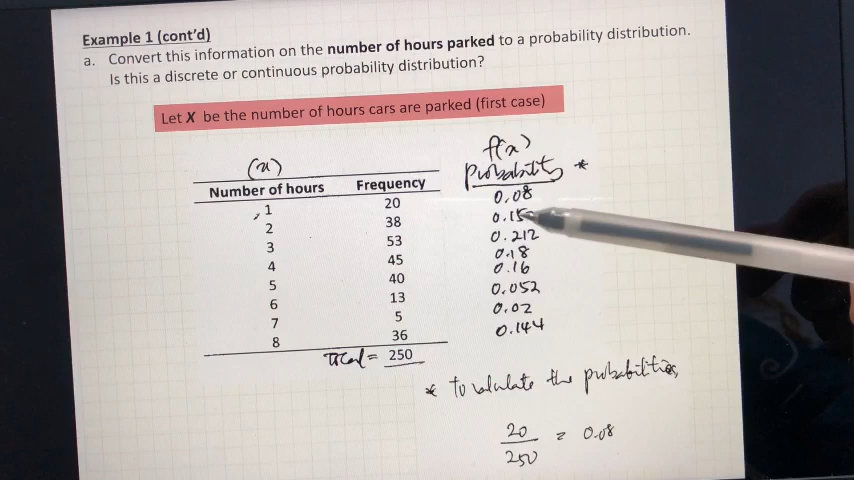 Example 1 (cont'd)
a. Convert this information on the number of hours parked to a probability distribution.
Is this a discrete or continuous probability distribution?
Let X be the number of hours cars are parked (first case)
(x) f(x)
Number of hours Frequency Probability *
1 20 0.08
2 38
3 53 0.212
4 45 0.18
5 40 0.16
6 13 0.052
7 5 0.02
8 36 0.144
Total = 250
* to calculate the probabilities,
20/250 = 0.08